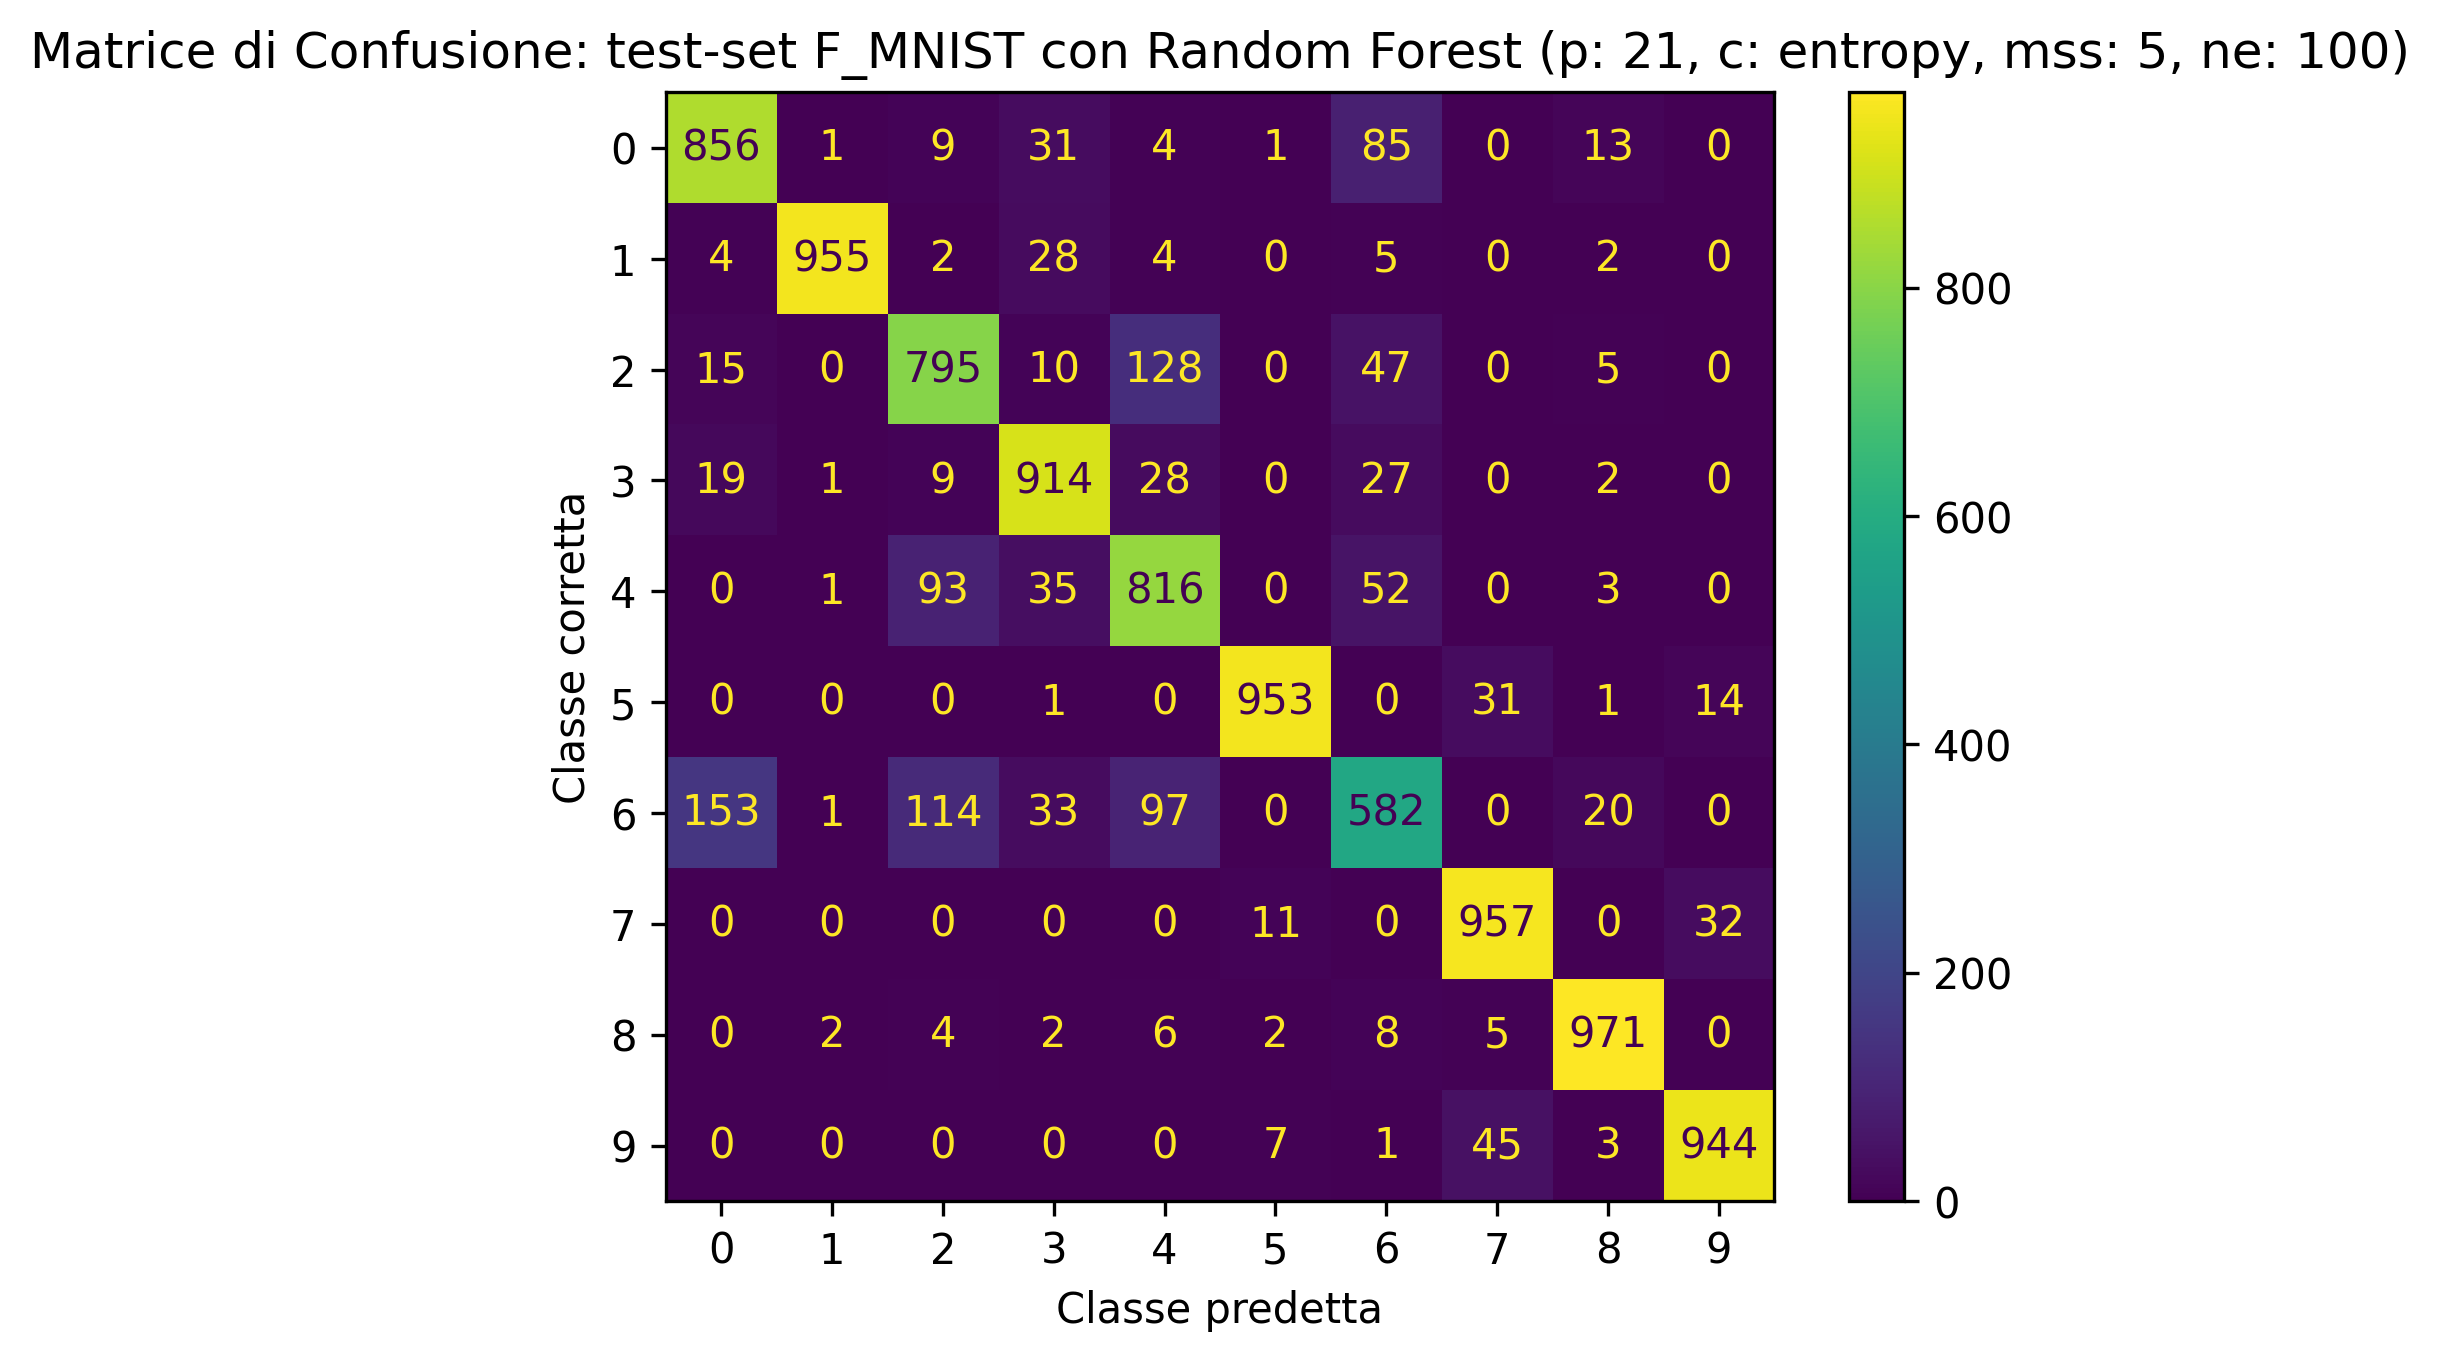 Matrice di Confusione: test-set F_MNIST con Random Forest (p: 21, c: entropy, mss: 5, ne: 100)
0 856 1 9 31 4 1 85 0 13 0
1 4 955 2 28 4 0 5 0 2 0
2 15 0 795 10 128 0 47 0 5 0
3 19 1 9 914 28 0 27 0 2 0
4 0 1 93 35 816 0 52 0 3 0
5 0 0 0 1 0 953 0 31 1 14
6 153 1 114 33 97 0 582 0 20 0
7 0 0 0 0 0 11 0 957 0 32
8 0 2 4 2 6 2 8 5 971 0
9 0 0 0 0 0 7 1 45 3 944
0 1 2 3 4 5 6 7 8 9
Classe predetta
Classe corretta
800
600
400
200
0